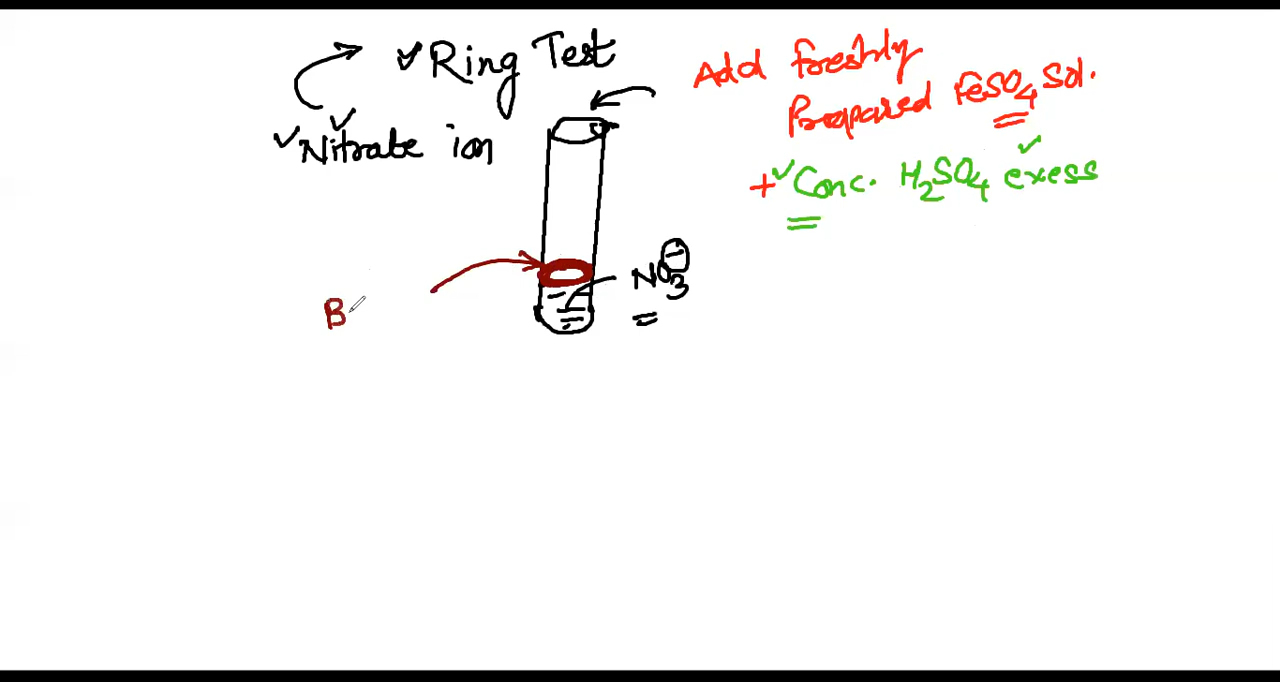 Ring Test
Nitrate ion
Add freshly
Prepared FeSO4 Sol.
+ Conc. H2SO4 exess
NO3-
B